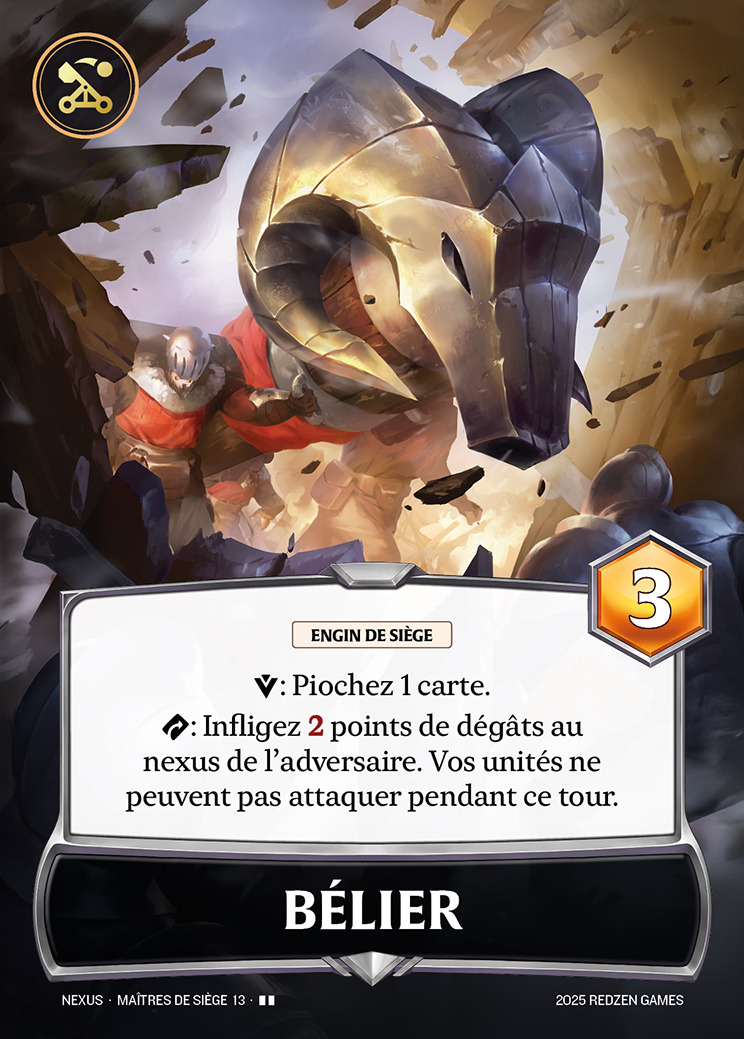 3
ENGIN DE SIÈGE
: Piochez 1 carte.
: Infligez 2 points de dégâts au
nexus de l’adversaire. Vos unités ne
peuvent pas attaquer pendant ce tour.
BÉLIER
NEXUS · MAÎTRES DE SIÈGE 13 ·
2025 REDZEN GAMES